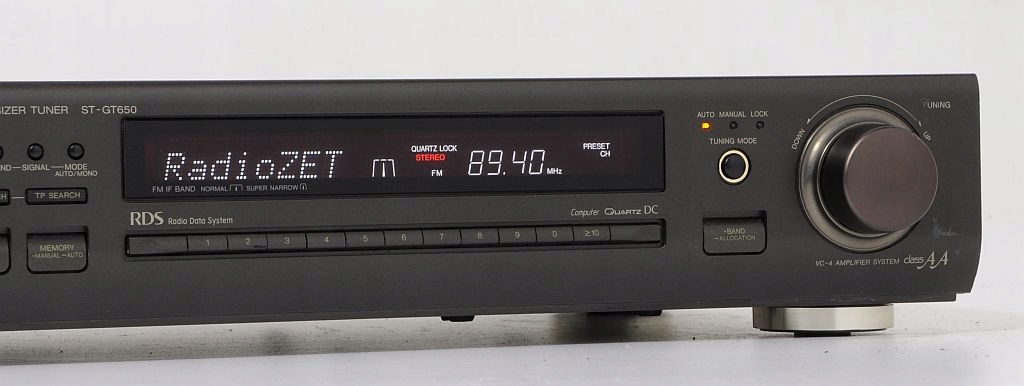 TUNER ST-GT650
SIGNAL MODE
AUTO/MONO
TP SEARCH
MEMORY
-MANUAL -AUTO
RadioZET
QUARTZ LOCK
STEREO
FM
89.40 MHz
PRESET
CH
FM IF BAND NORMAL SUPER NARROW
RDS Radio Data System
Computer QUARTZ DC
1 2 3 4 5 6 7 8 9 0 ≥10
AUTO MANUAL LOCK
TUNING MODE
BAND
-ALLOCATION
TUNING
DOWN
UP
VC-4 AMPLIFIER SYSTEM class AA